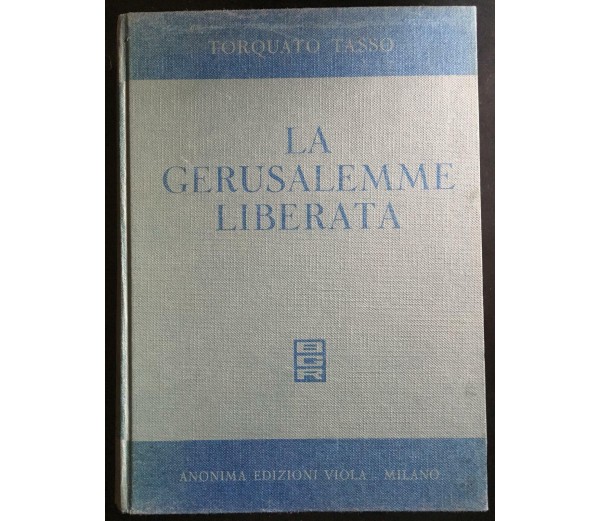 TORQUATO TASSO
LA
GERUSALEMME
LIBERATA
B
G
R
ANONIMA EDIZIONI VIOLA - MILANO